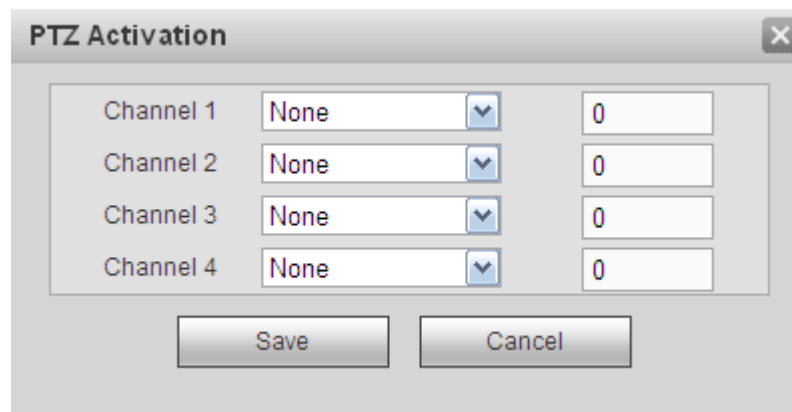 PTZ Activation
Channel 1 None 0
Channel 2 None 0
Channel 3 None 0
Channel 4 None 0
Save Cancel